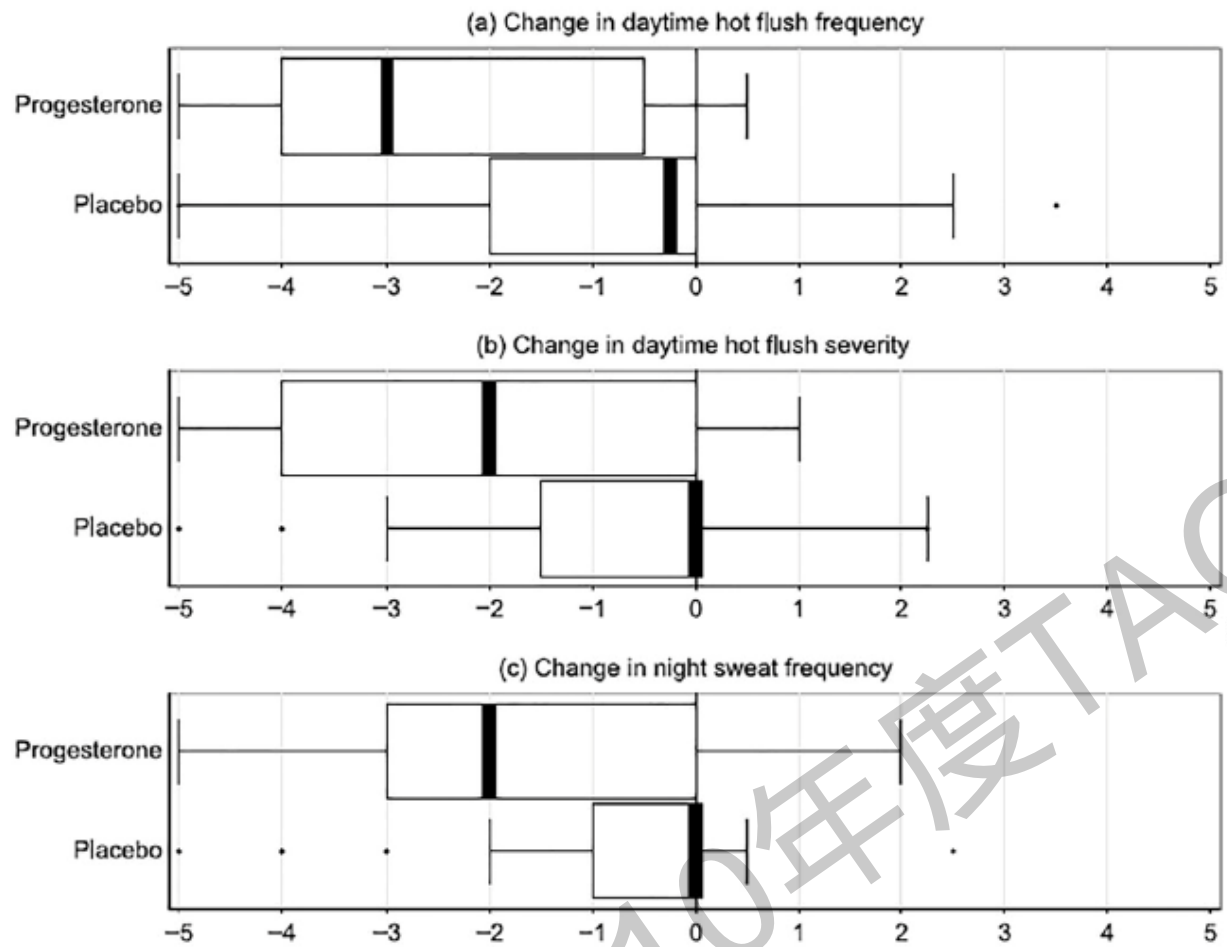 (a) Change in daytime hot flush frequency
Progesterone
Placebo
−5 −4 −3 −2 −1 0 1 2 3 4 5
(b) Change in daytime hot flush severity
Progesterone
Placebo
−5 −4 −3 −2 −1 0 1 2 3 4 5
(c) Change in night sweat frequency
Progesterone
Placebo
−5 −4 −3 −2 −1 0 1 2 3 4 5
10年度TAC